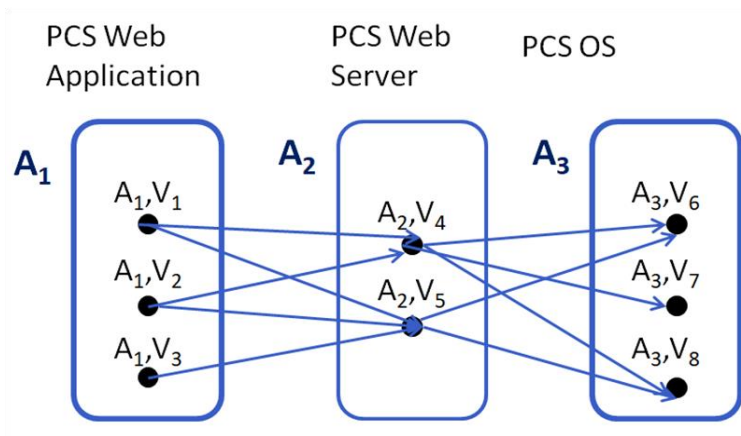 PCS Web
Application
PCS Web
Server
PCS OS
A₁
A₂
A₃
A₁,V₁
A₁,V₂
A₁,V₃
A₂,V₄
A₂,V₅
A₃,V₆
A₃,V₇
A₃,V₈